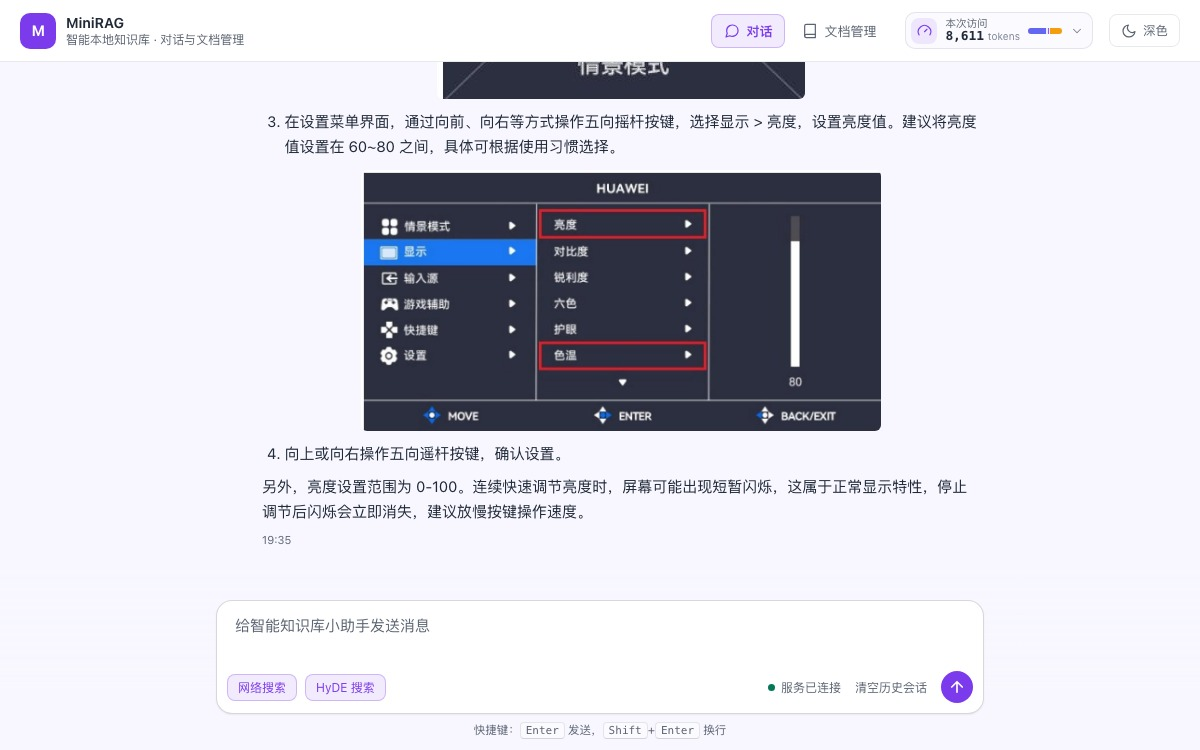 M
MiniRAG
智能本地知识库 · 对话与文档管理
对话
文档管理
本次访问
8,611 tokens
深色
情景模式
3. 在设置菜单界面，通过向前、向右等方式操作五向摇杆按键，选择显示 > 亮度，设置亮度值。建议将亮度
值设置在 60~80 之间，具体可根据使用习惯选择。
HUAWEI
情景模式
显示
输入源
游戏辅助
快捷键
设置
亮度
对比度
锐利度
六色
护眼
色温
80
MOVE
ENTER
BACK/EXIT
4. 向上或向右操作五向遥杆按键，确认设置。
另外，亮度设置范围为 0-100。连续快速调节亮度时，屏幕可能出现短暂闪烁，这属于正常显示特性，停止
调节后闪烁会立即消失，建议放慢按键操作速度。
19:35
给智能知识库小助手发送消息
网络搜索
HyDE 搜索
服务已连接
清空历史会话
快捷键： Enter 发送， Shift+Enter 换行